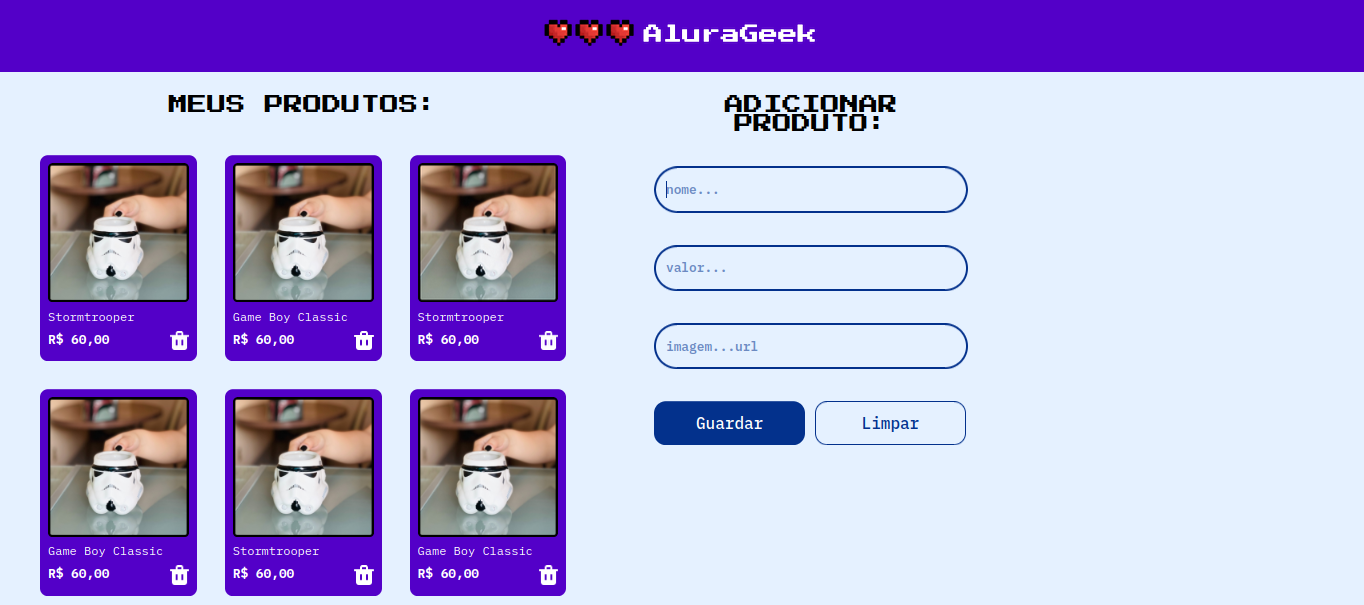 AluraGeek
MEUS PRODUTOS:
Stormtrooper
R$ 60,00
Game Boy Classic
R$ 60,00
Stormtrooper
R$ 60,00
Game Boy Classic
R$ 60,00
Stormtrooper
R$ 60,00
Game Boy Classic
R$ 60,00
ADICIONAR
PRODUTO:
nome...
valor...
imagem...url
Guardar
Limpar